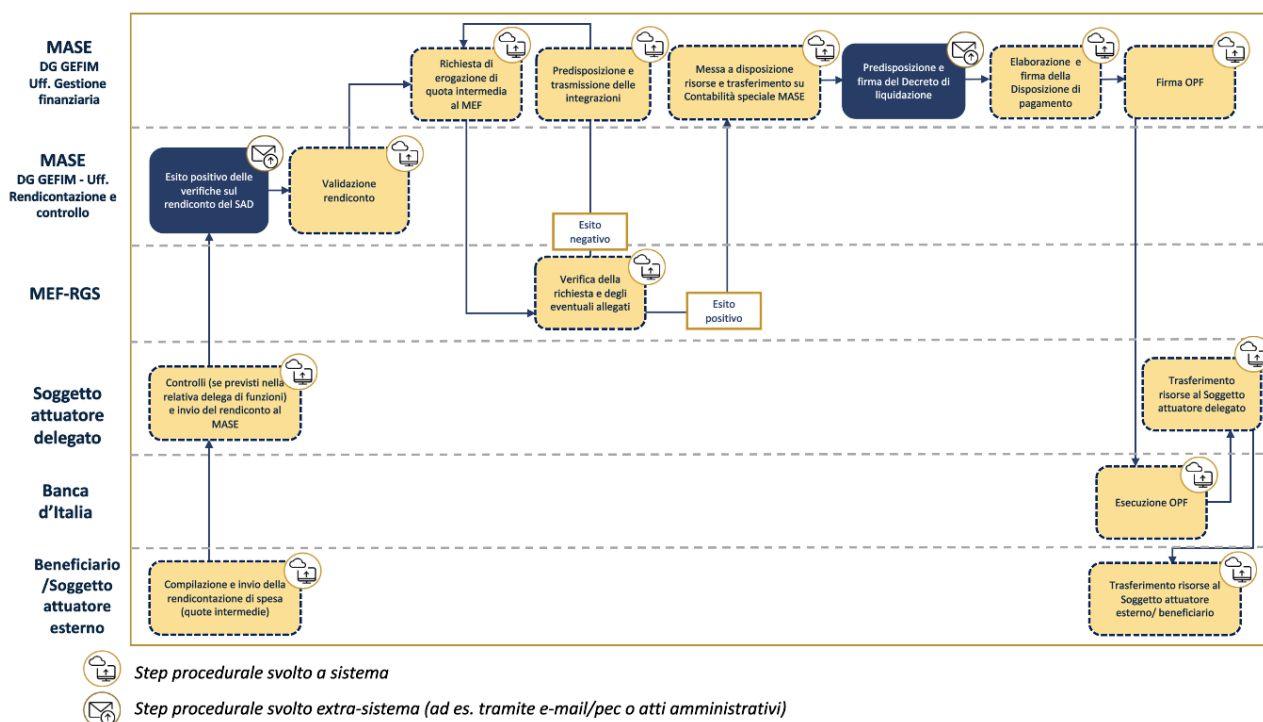 MASE
DG GEFIM
Uff. Gestione
finanziaria
Richiesta di
erogazione di
quota intermedia
al MEF
Predisposizione e
trasmissione delle
integrazioni
Messa a disposizione
risorse e trasferimento su
Contabilità speciale MASE
Predisposizione e
firma del Decreto di
liquidazione
Elaborazione e
firma della
Disposizione di
pagamento
Firma OPF
MASE
DG GEFIM - Uff.
Rendicontazione e
controllo
Esito positivo delle
verifiche sul
rendiconto del SAD
Validazione
rendiconto
Esito
negativo
MEF-RGS
Verifica della
richiesta e degli
eventuali allegati
Esito
positivo
Soggetto
attuatore
delegato
Controlli (se previsti nella
relativa delega di funzioni)
e invio del rendiconto al
MASE
Trasferimento
risorse al Soggetto
attuatore delegato
Banca
d'Italia
Esecuzione OPF
Beneficiario
/Soggetto
attuatore
esterno
Compilazione e invio della
rendicontazione di spesa
(quote intermedie)
Trasferimento risorse al
Soggetto attuatore
esterno/ beneficiario
Step procedurale svolto a sistema
Step procedurale svolto extra-sistema (ad es. tramite e-mail/pec o atti amministrativi)